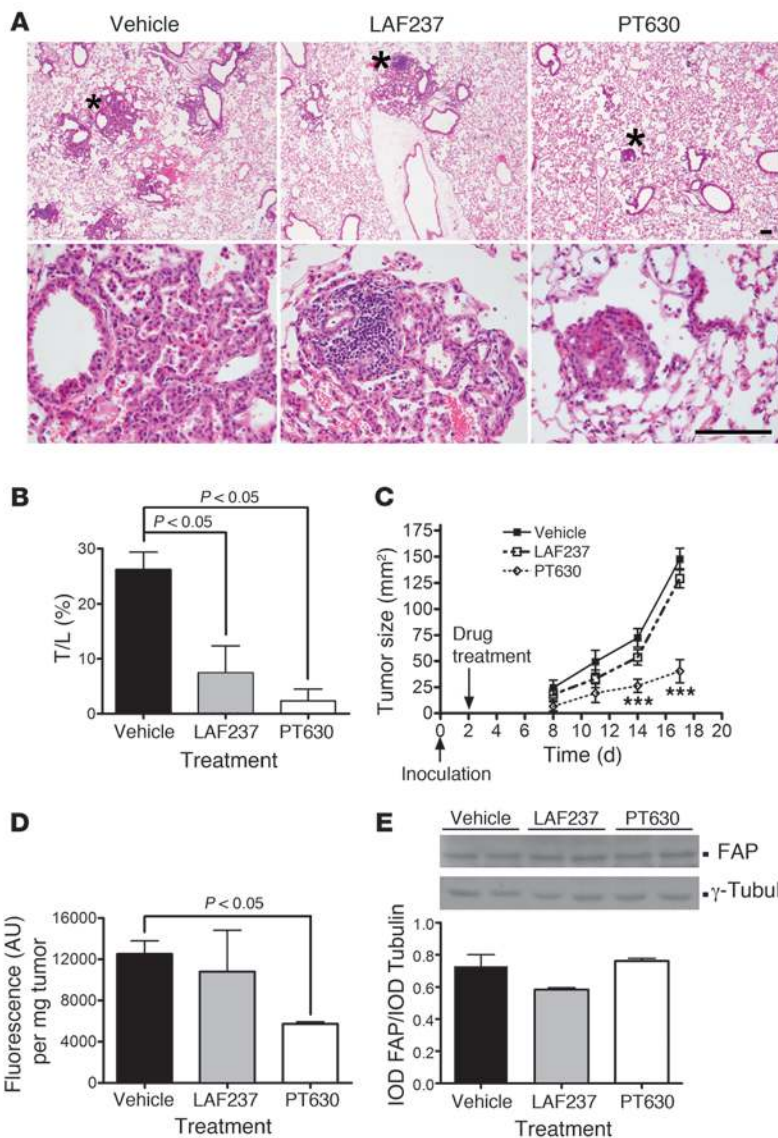 A
Vehicle LAF237 PT630
*
*
*
B
P < 0.05
P < 0.05
T/L (%)
30
20
10
0
Vehicle LAF237 PT630
Treatment
C
Tumor size (mm²)
175
150
125
100
75
50
25
0
Vehicle
LAF237
PT630
Drug
treatment
*** ***
0 2 4 6 8 10 12 14 16 18 20
Time (d)
Inoculation
D
P < 0.05
Fluorescence (AU)
per mg tumor
16000
12000
8000
4000
0
Vehicle LAF237 PT630
Treatment
E
Vehicle LAF237 PT630
FAP
γ-Tubul
IOD FAP/IOD Tubulin
1.0
0.8
0.6
0.4
0.2
0.0
Vehicle LAF237 PT630
Treatment